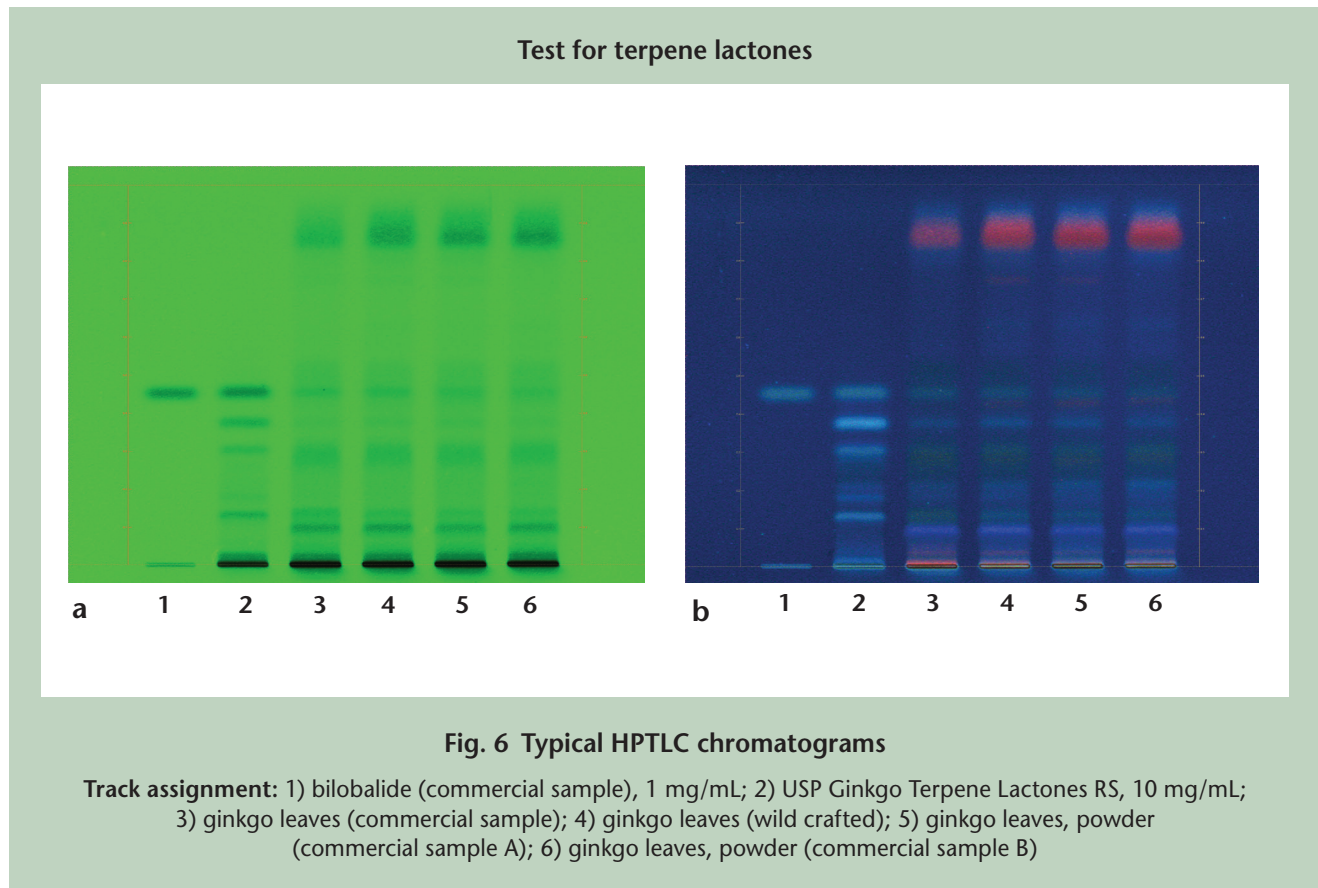 Test for terpene lactones
a 1 2 3 4 5 6
b 1 2 3 4 5 6
Fig. 6 Typical HPTLC chromatograms
Track assignment: 1) bilobalide (commercial sample), 1 mg/mL; 2) USP Ginkgo Terpene Lactones RS, 10 mg/mL;
3) ginkgo leaves (commercial sample); 4) ginkgo leaves (wild crafted); 5) ginkgo leaves, powder
(commercial sample A); 6) ginkgo leaves, powder (commercial sample B)